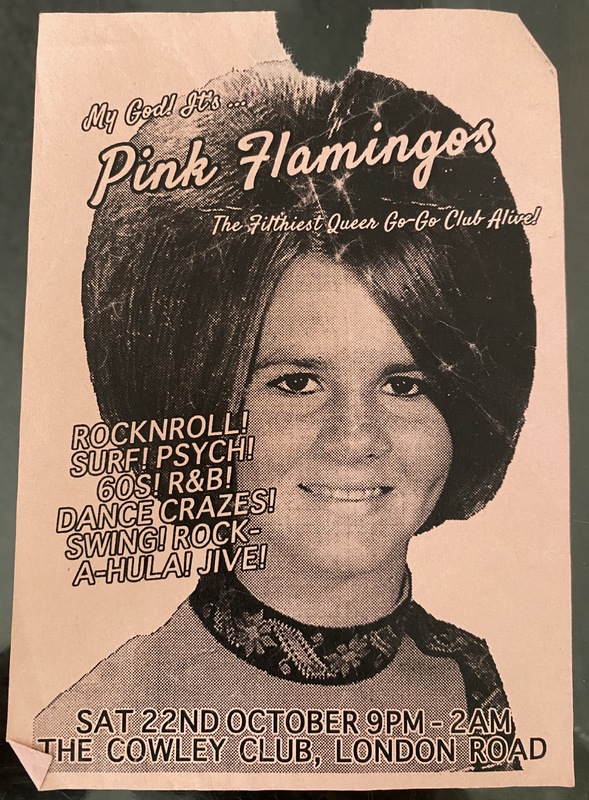 My God! It's ...
Pink Flamingos
The Filthiest Queer Go-Go Club Alive!
ROCKNROLL!
SURF! PSYCH!
60S! R&B!
DANCE CRAZES!
SWING! ROCK-
A-HULA! JIVE!
SAT 22ND OCTOBER 9PM - 2AM
THE COWLEY CLUB, LONDON ROAD